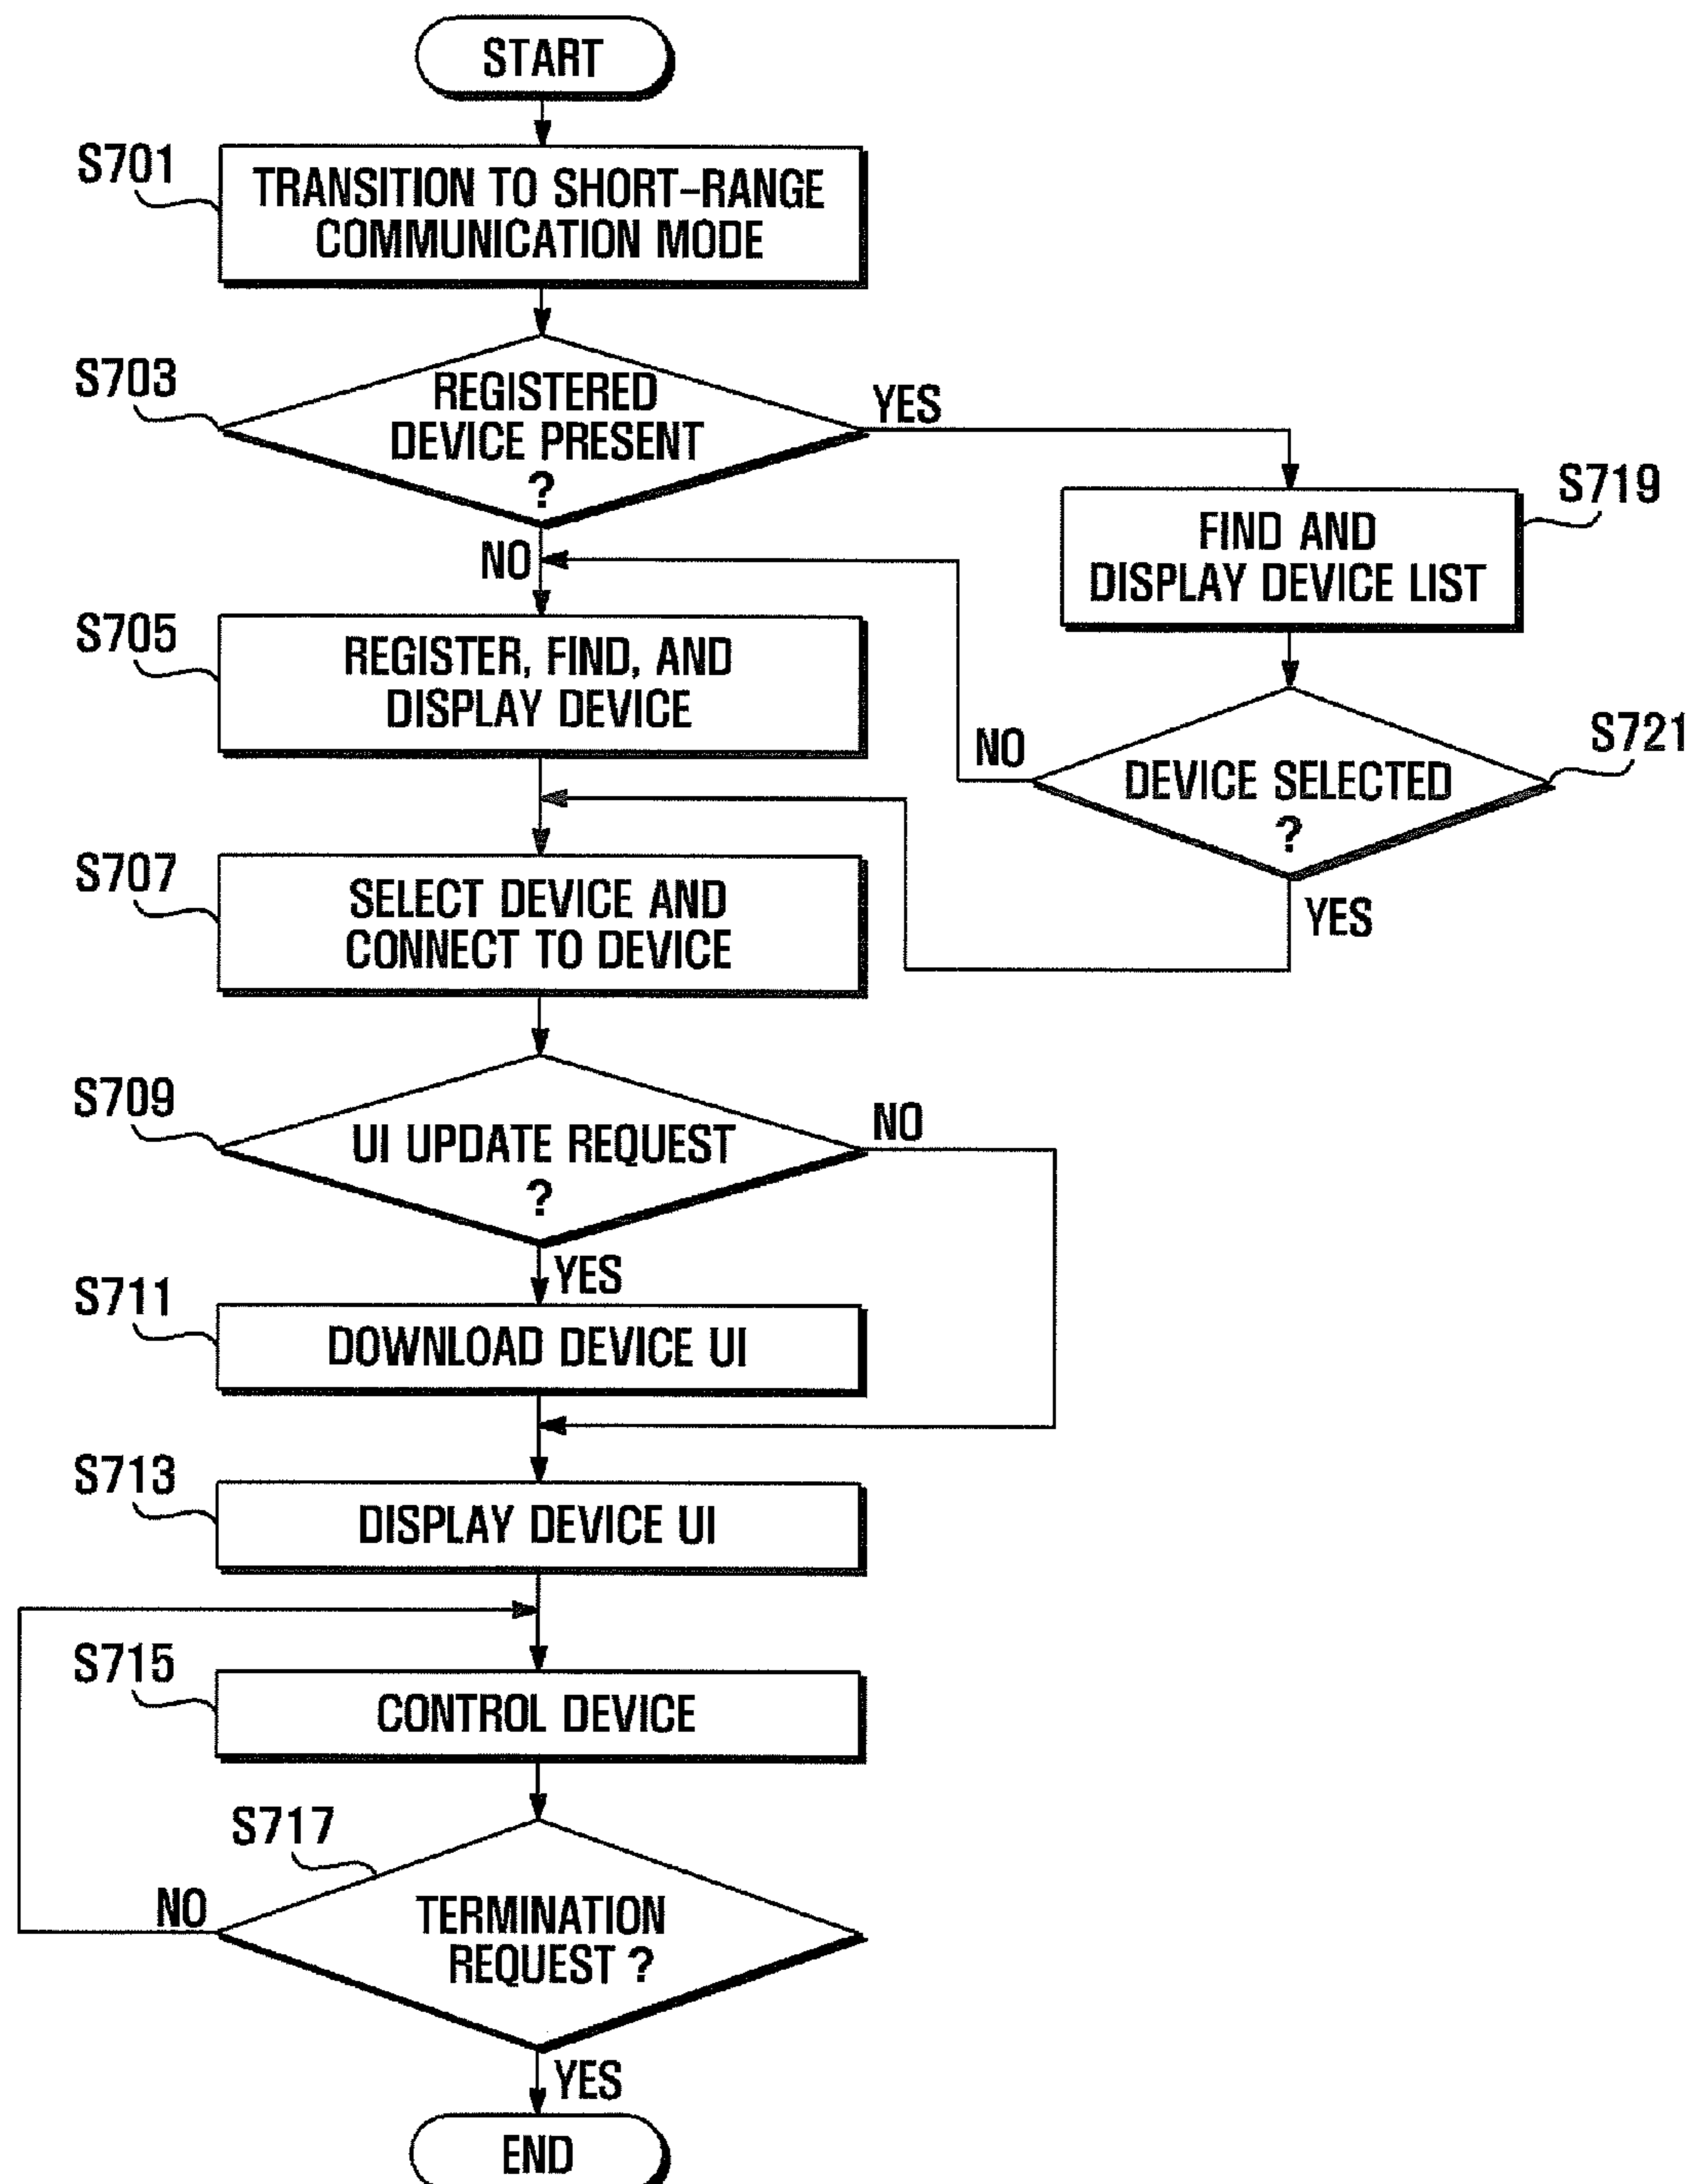 START
S701
TRANSITION TO SHORT-RANGE
COMMUNICATION MODE
S703
REGISTERED
DEVICE PRESENT
?
YES
NO
S719
FIND AND
DISPLAY DEVICE LIST
S705
REGISTER, FIND, AND
DISPLAY DEVICE
S721
DEVICE SELECTED
?
NO
YES
S707
SELECT DEVICE AND
CONNECT TO DEVICE
S709
UI UPDATE REQUEST
?
NO
YES
S711
DOWNLOAD DEVICE UI
S713
DISPLAY DEVICE UI
S715
CONTROL DEVICE
S717
TERMINATION
REQUEST ?
NO
YES
END